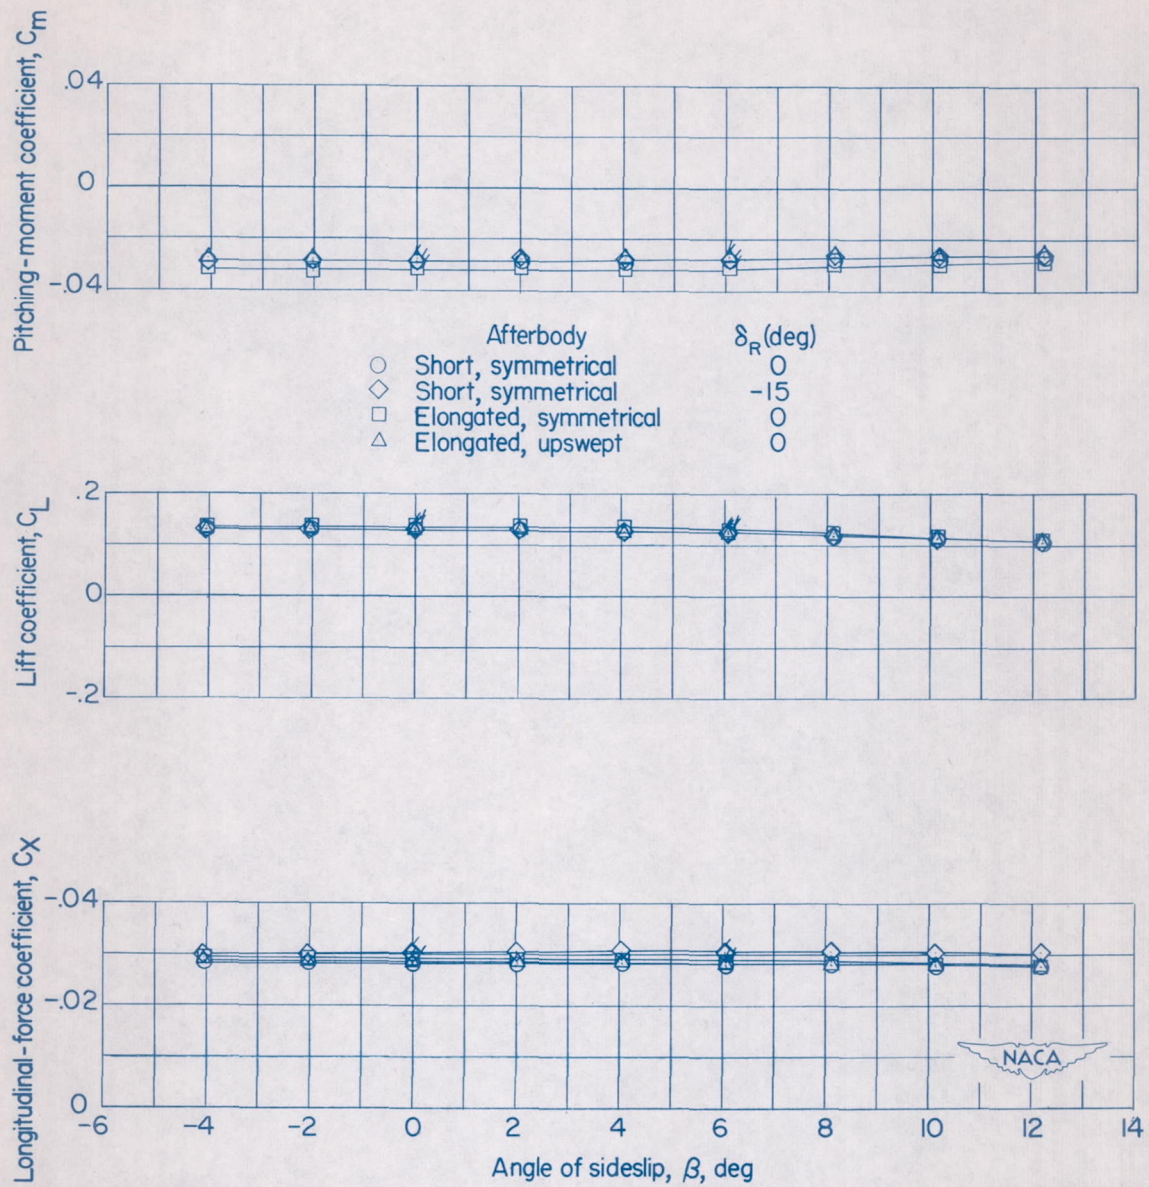 Pitching-moment coefficient, Cm
.04
0
-.04
Afterbody δR(deg)
Short, symmetrical 0
Short, symmetrical -15
Elongated, symmetrical 0
Elongated, upswept 0
Lift coefficient, CL
.2
0
-.2
Longitudinal-force coefficient, CX
-.04
-.02
0
NACA
-6 -4 -2 0 2 4 6 8 10 12 14
Angle of sideslip, β, deg